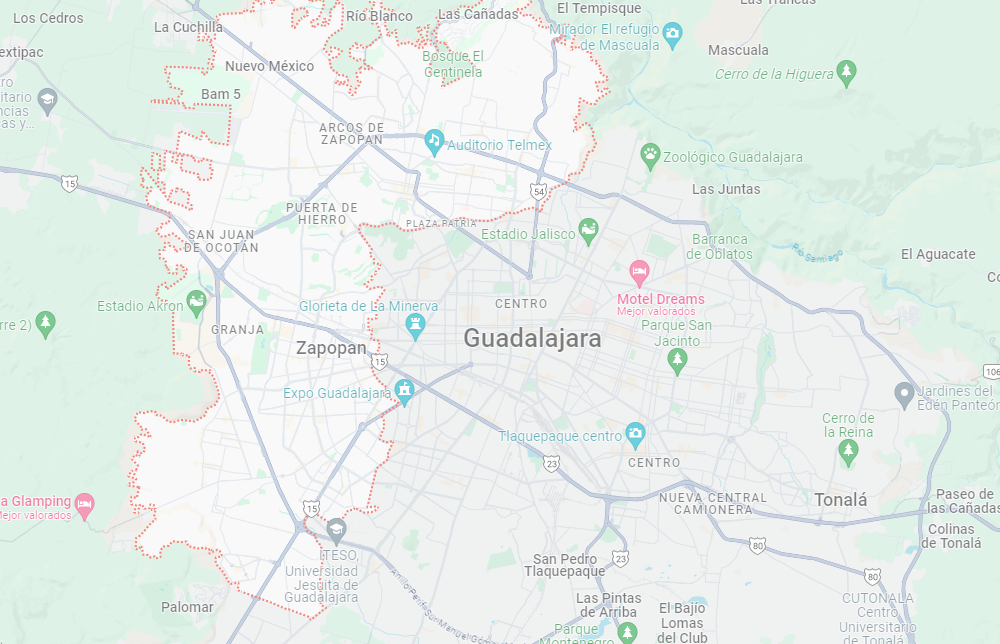 Los Cedros
La Cuchilla
Río Blanco
Las Cañadas
El Tempisque
Mirador El refugio
de Mascuala
Mascuala
Cerro de la Higuera
Bosque El
Centinela
Nuevo México
Bam 5
ARCOS DE
ZAPOPAN
Auditorio Telmex
Zoológico Guadalajara
15
54
Las Juntas
PUERTA DE
HIERRO
PLAZA PATRIA
SAN JUAN
DE OCOTÁN
Estadio Jalisco
Barranca
de Oblatos
El Aguacate
Motel Dreams
Mejor valorados
Estadio Akron
Glorieta de La Minerva
CENTRO
Guadalajara
GRANJA
Zapopan
15
Parque San
Jacinto
106
Expo Guadalajara
Jardines del
Edén Panteón
Tlaquepaque centro
Cerro de
la Reina
23
CENTRO
NUEVA CENTRAL
CAMIONERA
Tonalá
Paseo de
las Cañadas
Colinas
de Tonalá
a Glamping
Mejor valorados
15
ITESO,
Universidad
Jesuita de
Guadalajara
80
San Pedro
Tlaquepaque
23
80
Palomar
Las Pintas
de Arriba
El Bajío
Lomas
del Club
CUTONALA
Centro
Universitario
de Tonalá
Parque
Montenegro